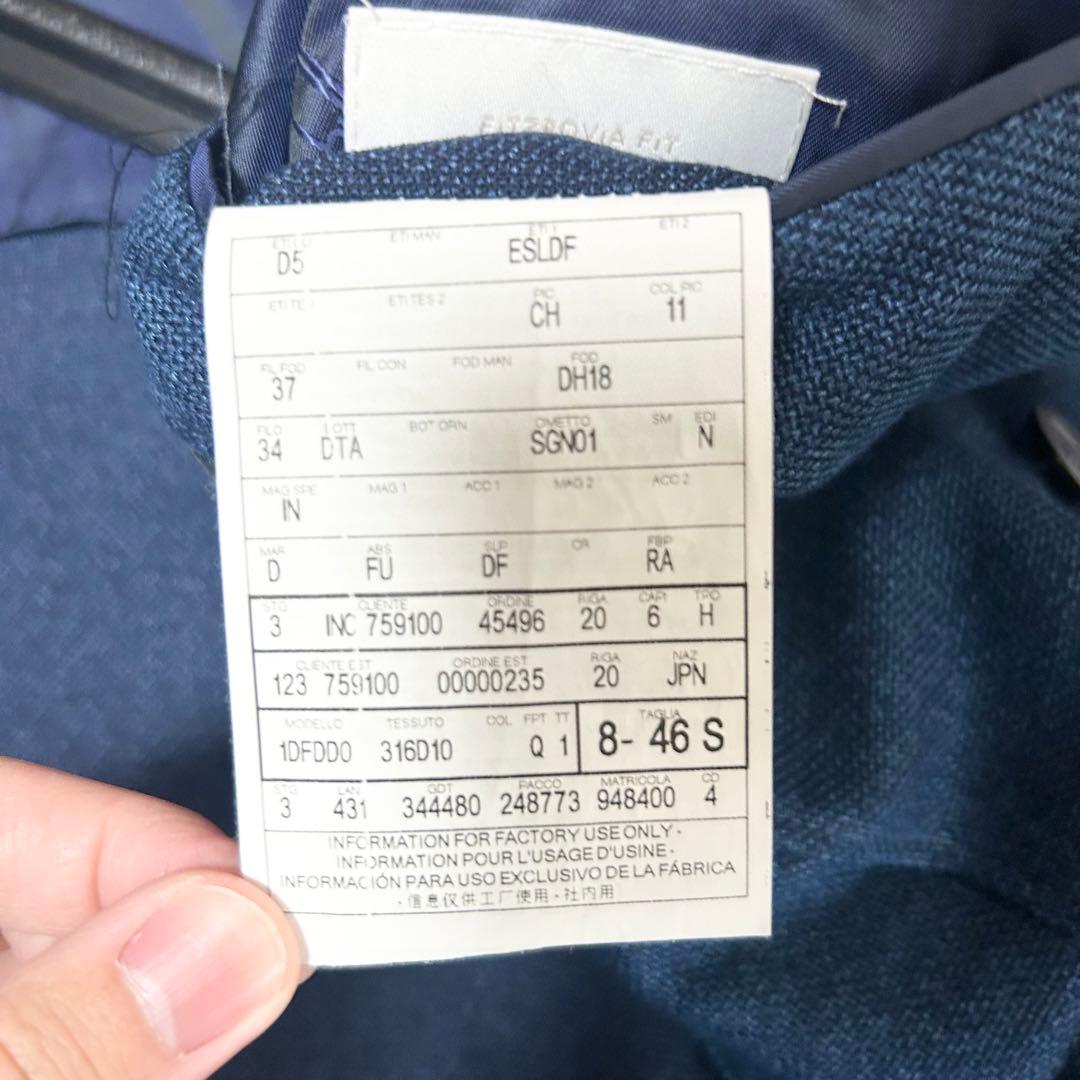 FITZROVIA FIT
ETI MAN ETI 1 ETI 2
D5 ESLDF
ETI TES 2 PIC COL PIC
CH 11
FIL FOD FIL CON FOD MAN FOD
37 DH18
FILO LOTT BOT ORN OMETTO SM EDI
34 DTA SGN01 N
MAG SPE MAG 1 ACC 1 MAG 2 ACC 2
IN
MAR ABS SLP OR FBP
D FU DF RA
STG CLIENTE ORDINE RIGA CAPI TPO
3 INC 759100 45496 20 6 H
CLIENTE EST ORDINE EST RIGA NAZ
123 759100 00000235 20 JPN
MODELLO TESSUTO COL FPT TT TAGLIA
1DFDD0 316D10 Q 1 8- 46 S
STG LAN GDT PACCO MATRICOLA CD
3 431 344480 248773 948400 4
INFORMATION FOR FACTORY USE ONLY -
INFORMATION POUR L'USAGE D'USINE -
INFORMACIÓN PARA USO EXCLUSIVO DE LA FÁBRICA
- 信息仅供工厂使用 - 社内用